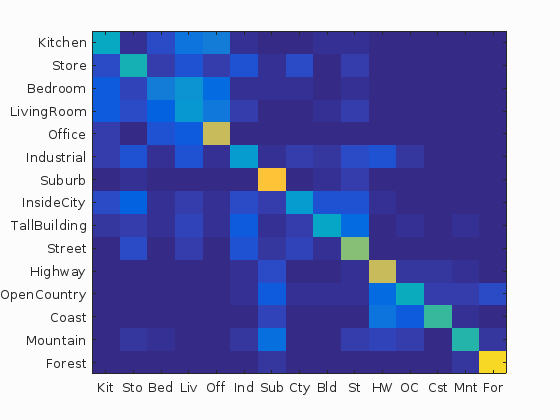 Kitchen
Store
Bedroom
LivingRoom
Office
Industrial
Suburb
InsideCity
TallBuilding
Street
Highway
OpenCountry
Coast
Mountain
Forest
Kit Sto Bed Liv Off Ind Sub Cty Bld St HW OC Cst Mnt For